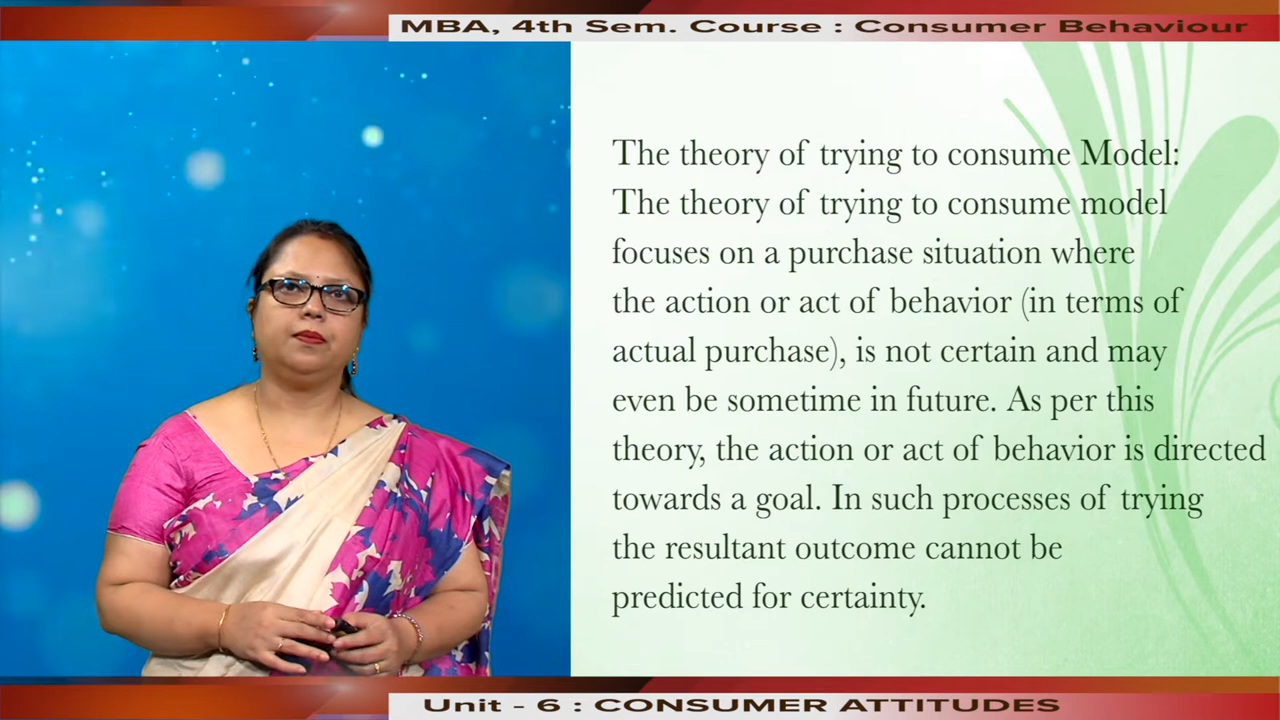 MBA, 4th Sem. Course : Consumer Behaviour
The theory of trying to consume Model:
The theory of trying to consume model
focuses on a purchase situation where
the action or act of behavior (in terms of
actual purchase), is not certain and may
even be sometime in future. As per this
theory, the action or act of behavior is directed
towards a goal. In such processes of trying
the resultant outcome cannot be
predicted for certainty.
Unit - 6 : CONSUMER ATTITUDES